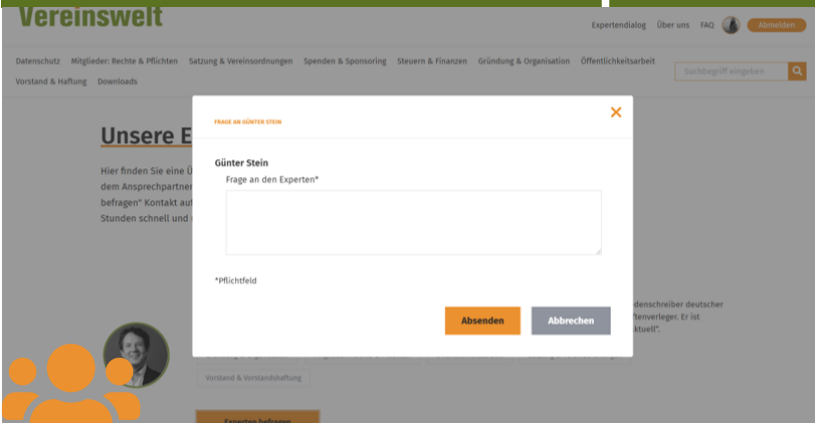 Vereinswelt
Expertendialog Über uns FAQ Abmelden
Datenschutz Mitglieder: Rechte & Pflichten Satzung & Vereinsordnungen Spenden & Sponsoring Steuern & Finanzen Gründung & Organisation Öffentlichkeitsarbeit
Suchbegriff eingeben
Vorstand & Haftung Downloads
FRAGE AN GÜNTER STEIN
Unsere E
Günter Stein
Hier finden Sie eine Ü
Frage an den Experten*
dem Ansprechpartner
befragen" Kontakt auf
Stunden schnell und
*Pflichtfeld
denschreiber deutscher
ftenverleger. Er ist
ktuell".
Absenden Abbrechen
Vorstand & Vorstandshaftung
Experten befragen